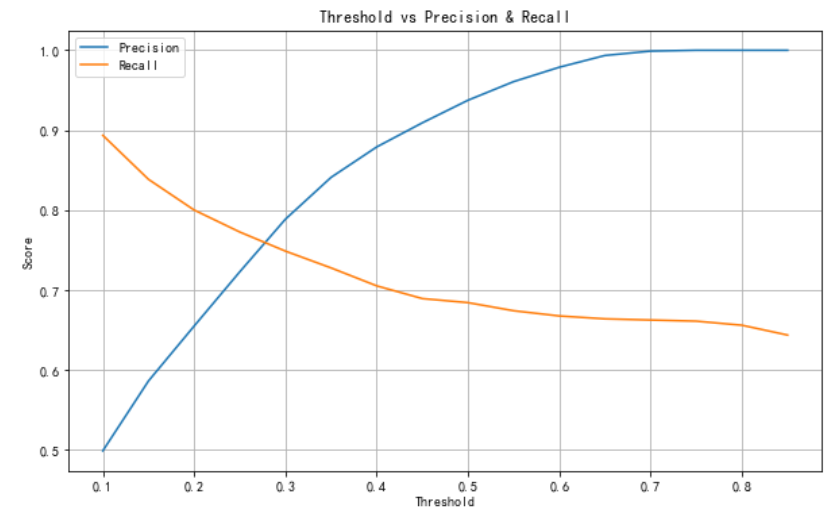 Threshold vs Precision & Recall
Precision
Recall
1.0
0.9
0.8
0.7
0.6
0.5
Score
0.1 0.2 0.3 0.4 0.5 0.6 0.7 0.8
Threshold